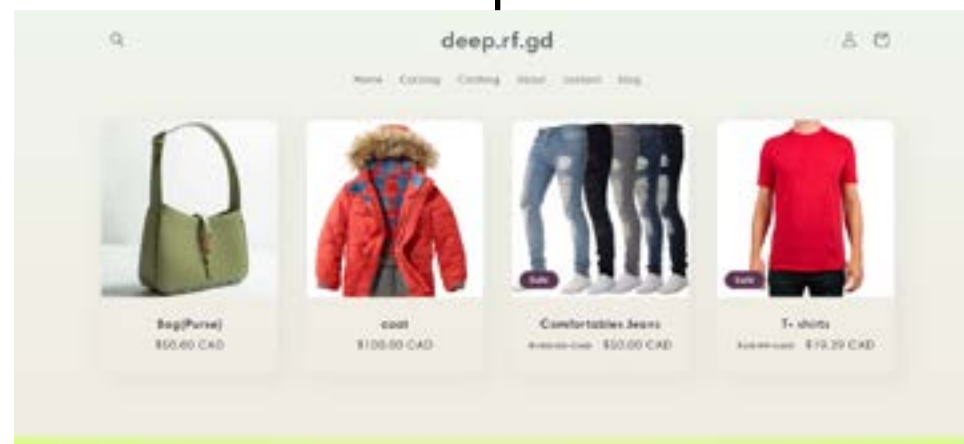 deep.rf.gd
Home Catalog Clothing About contact blog
Sale
Sale
Bag(Purse)
coat
Comfortables Jeans
T- shirts
$50.00 CAD
$100.00 CAD
$50.00 CAD
$19.29 CAD